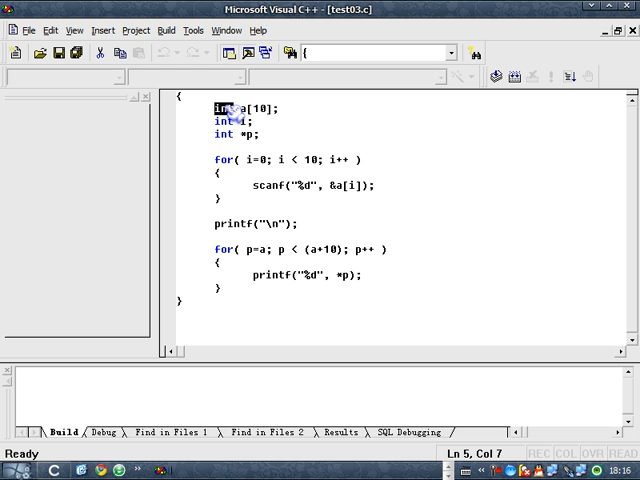 Microsoft Visual C++ - [test03.c]
File Edit View Insert Project Build Tools Window Help
{
{
int a[10];
int i;
int *p;
for( i=0; i < 10; i++ )
{
scanf("%d", &a[i]);
}
printf("\n");
for( p=a; p < (a+10); p++ )
{
printf("%d", *p);
}
}
Build Debug Find in Files 1 Find in Files 2 Results SQL Debugging
Ready Ln 5, Col 7 REC COL OVR READ
C >> 18:16